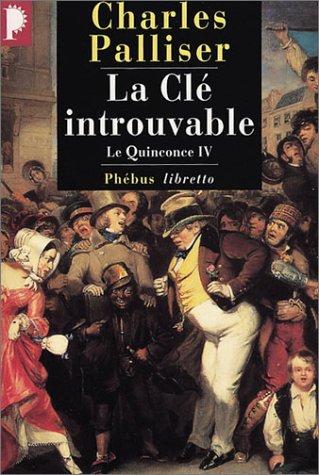 Charles
Palliser
La Clé
introuvable
Le Quinconce IV
Phébus libretto